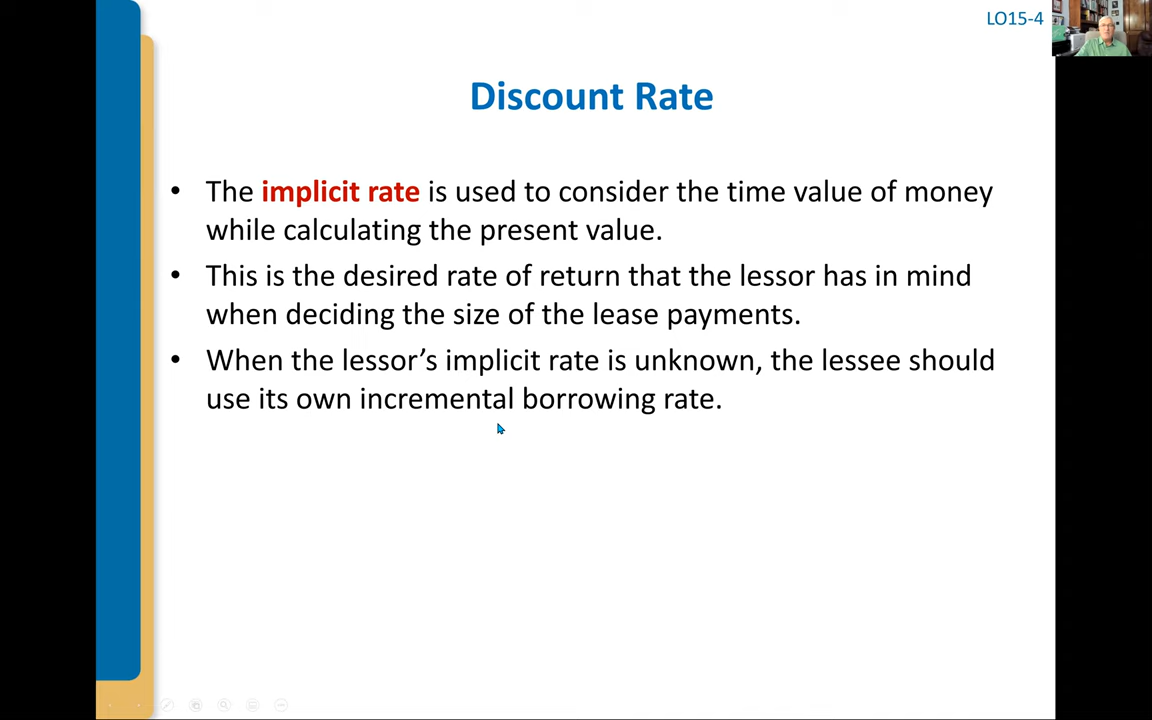 LO15-4
Discount Rate
• The implicit rate is used to consider the time value of money
while calculating the present value.
• This is the desired rate of return that the lessor has in mind
when deciding the size of the lease payments.
• When the lessor’s implicit rate is unknown, the lessee should
use its own incremental borrowing rate.